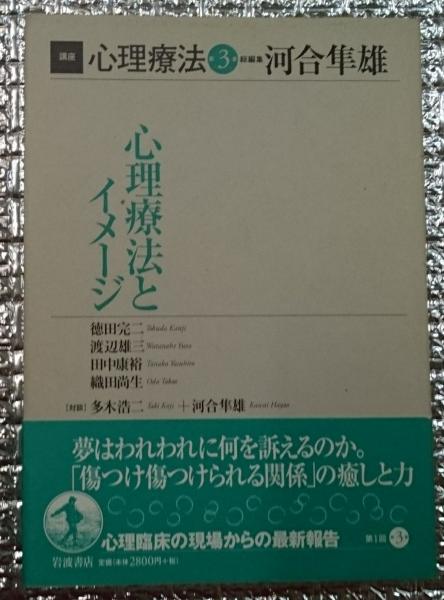 講座 心理療法 第3巻 総編集 河合隼雄
心理療法と
イメージ
徳田完二 Tokuda Kanji
渡辺雄三 Watanabe Yuzo
田中康裕 Tanaka Yasuhiro
織田尚生 Oda Takao
[対談] 多木浩二 Taki Koji + 河合隼雄 Kawai Hayao
夢はわれわれに何を訴えるのか。
「傷つけ傷つけられる関係」の癒しと力
心理臨床の現場からの最新報告 第1回 第3巻
岩波書店 定価(本体2800円+税)